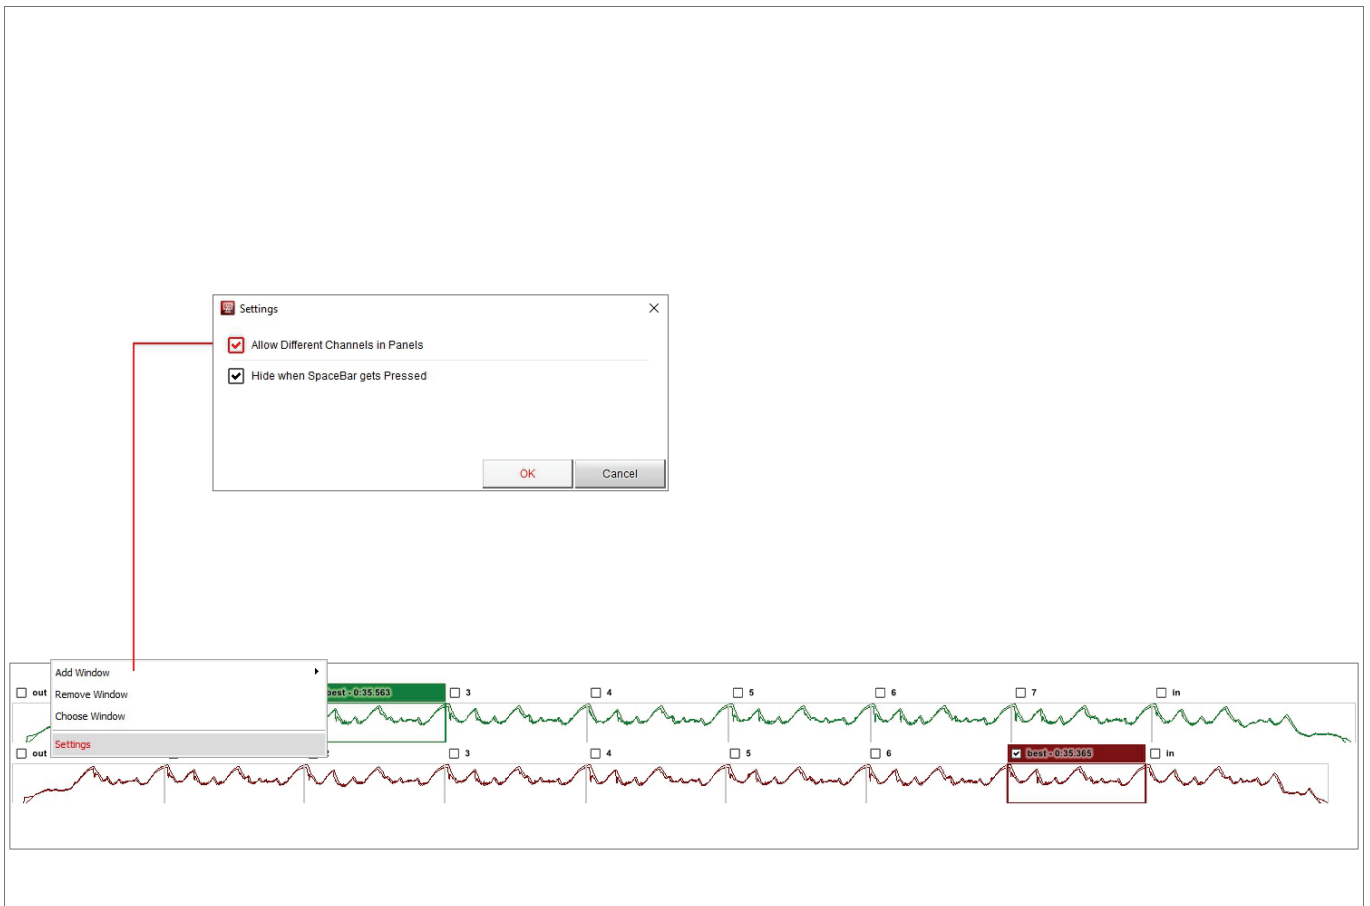 Settings
Allow Different Channels in Panels
Hide when SpaceBar gets Pressed
OK Cancel
Add Window
Remove Window
Choose Window
Settings
out best - 0:35.563 3 4 5 6 7 in
out 3 4 5 6 best - 0:35.365 in